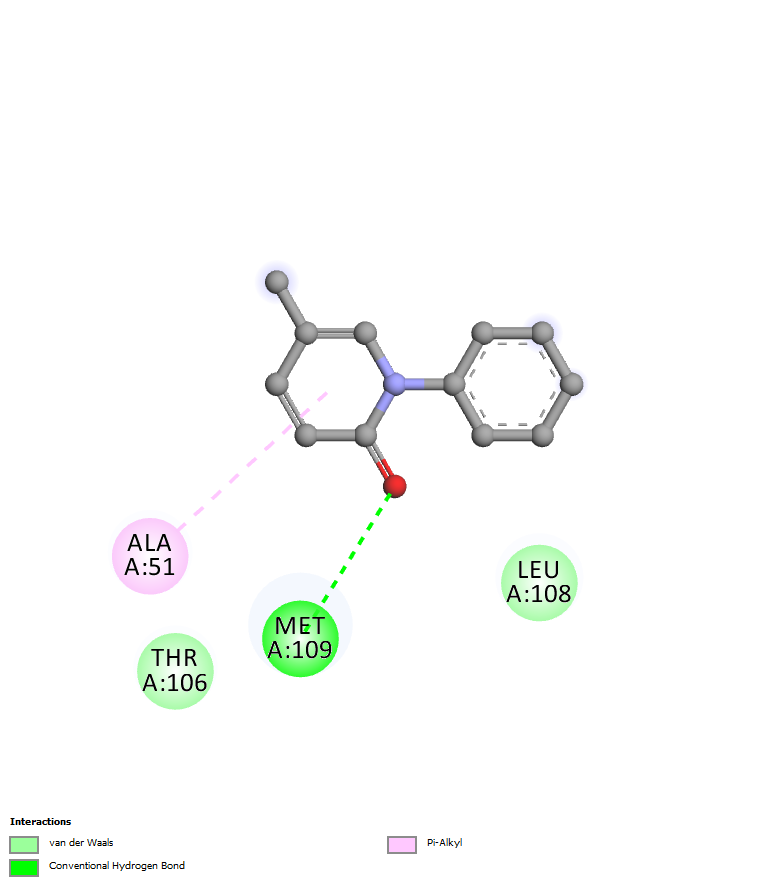 ALA
A:51
LEU
A:108
MET
A:109
THR
A:106
Interactions
van der Waals
Conventional Hydrogen Bond
Pi-Alkyl